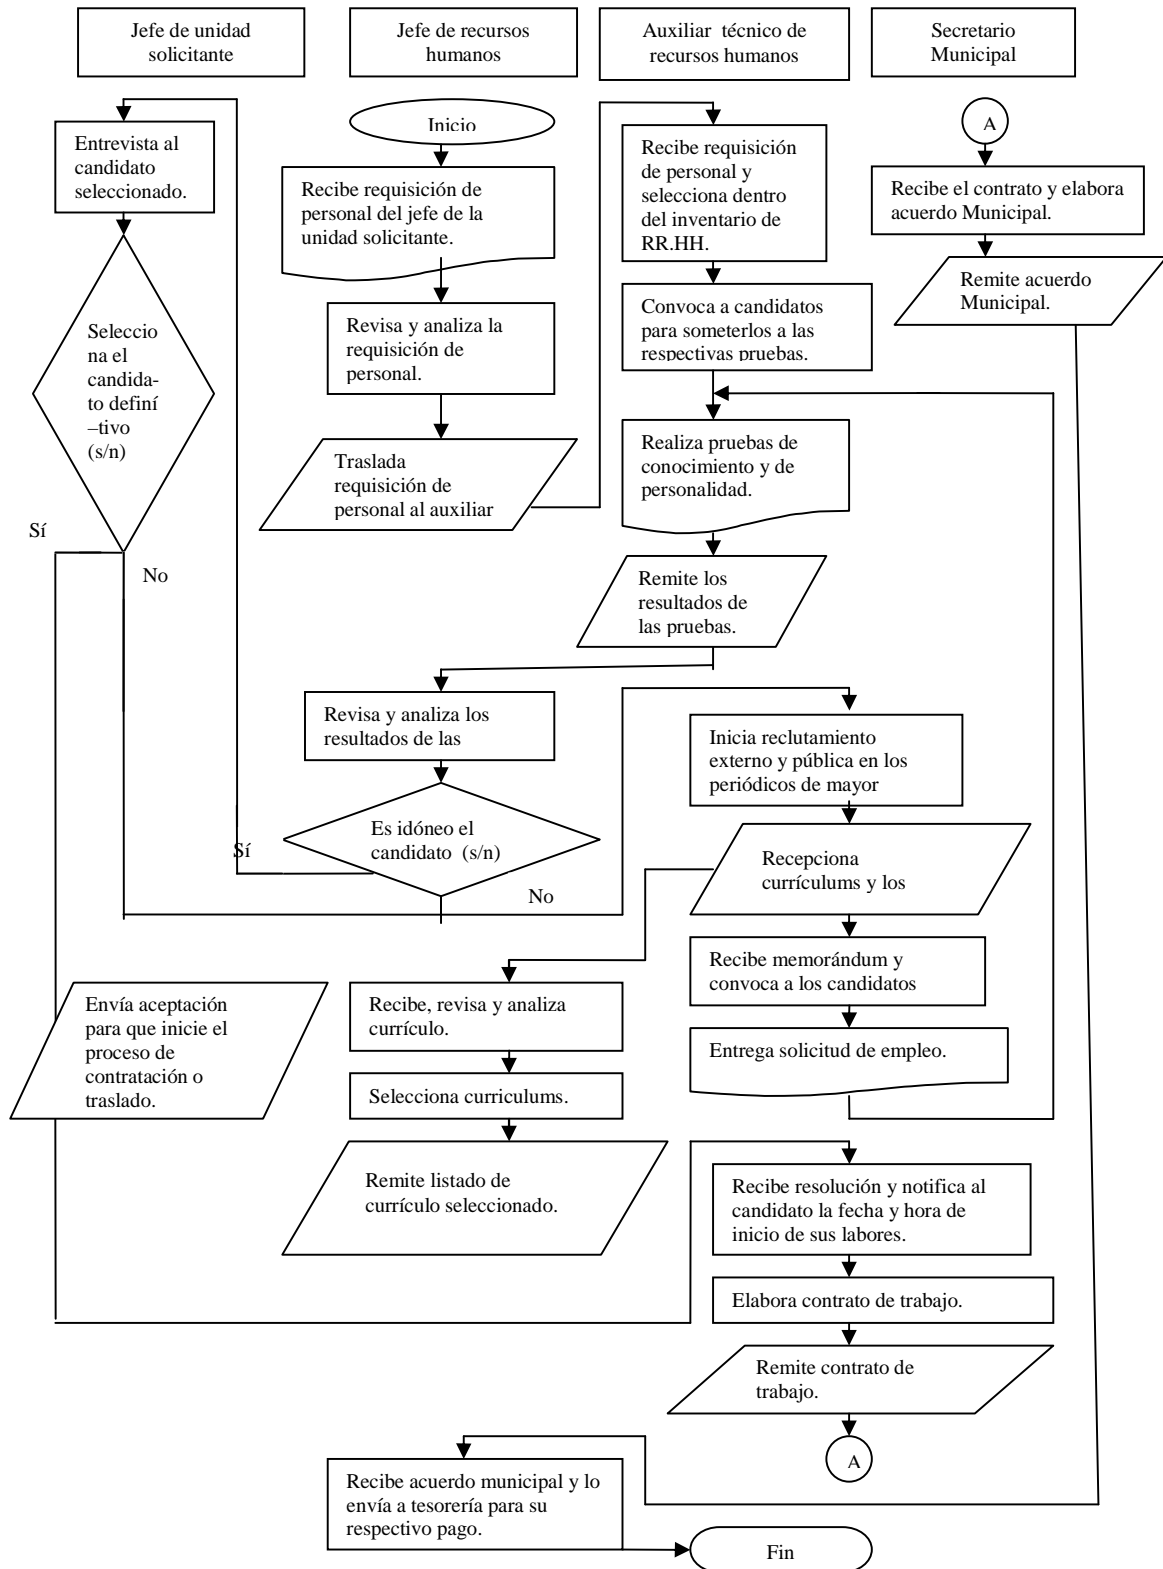 Jefe de unidad
solicitante
Jefe de recursos
humanos
Auxiliar técnico de
recursos humanos
Secretario
Municipal
Inicio
A
Entrevista al
candidato
seleccionado.
Recibe requisición de
personal del jefe de la
unidad solicitante.
Recibe requisición
de personal y
selecciona dentro
del inventario de
RR.HH.
Recibe el contrato y elabora
acuerdo Municipal.
Remite acuerdo
Municipal.
Seleccio
na el
candida-
to definí
–tivo
(s/n)
Revisa y analiza la
requisición de
personal.
Convoca a candidatos
para someterlos a las
respectivas pruebas.
Traslada
requisición de
personal al auxiliar
Realiza pruebas de
conocimiento y de
personalidad.
Sí
No
Remite los
resultados de
las pruebas.
Revisa y analiza los
resultados de las
Inicia reclutamiento
externo y pública en los
periódicos de mayor
Es idóneo el
candidato (s/n)
Sí
No
Recepciona
currículums y los
Recibe memorándum y
convoca a los candidatos
Envía aceptación
para que inicie el
proceso de
contratación o
traslado.
Recibe, revisa y analiza
currículo.
Entrega solicitud de empleo.
Selecciona curriculums.
Remite listado de
currículo seleccionado.
Recibe resolución y notifica al
candidato la fecha y hora de
inicio de sus labores.
Elabora contrato de trabajo.
Remite contrato de
trabajo.
A
Recibe acuerdo municipal y lo
envía a tesorería para su
respectivo pago.
Fin